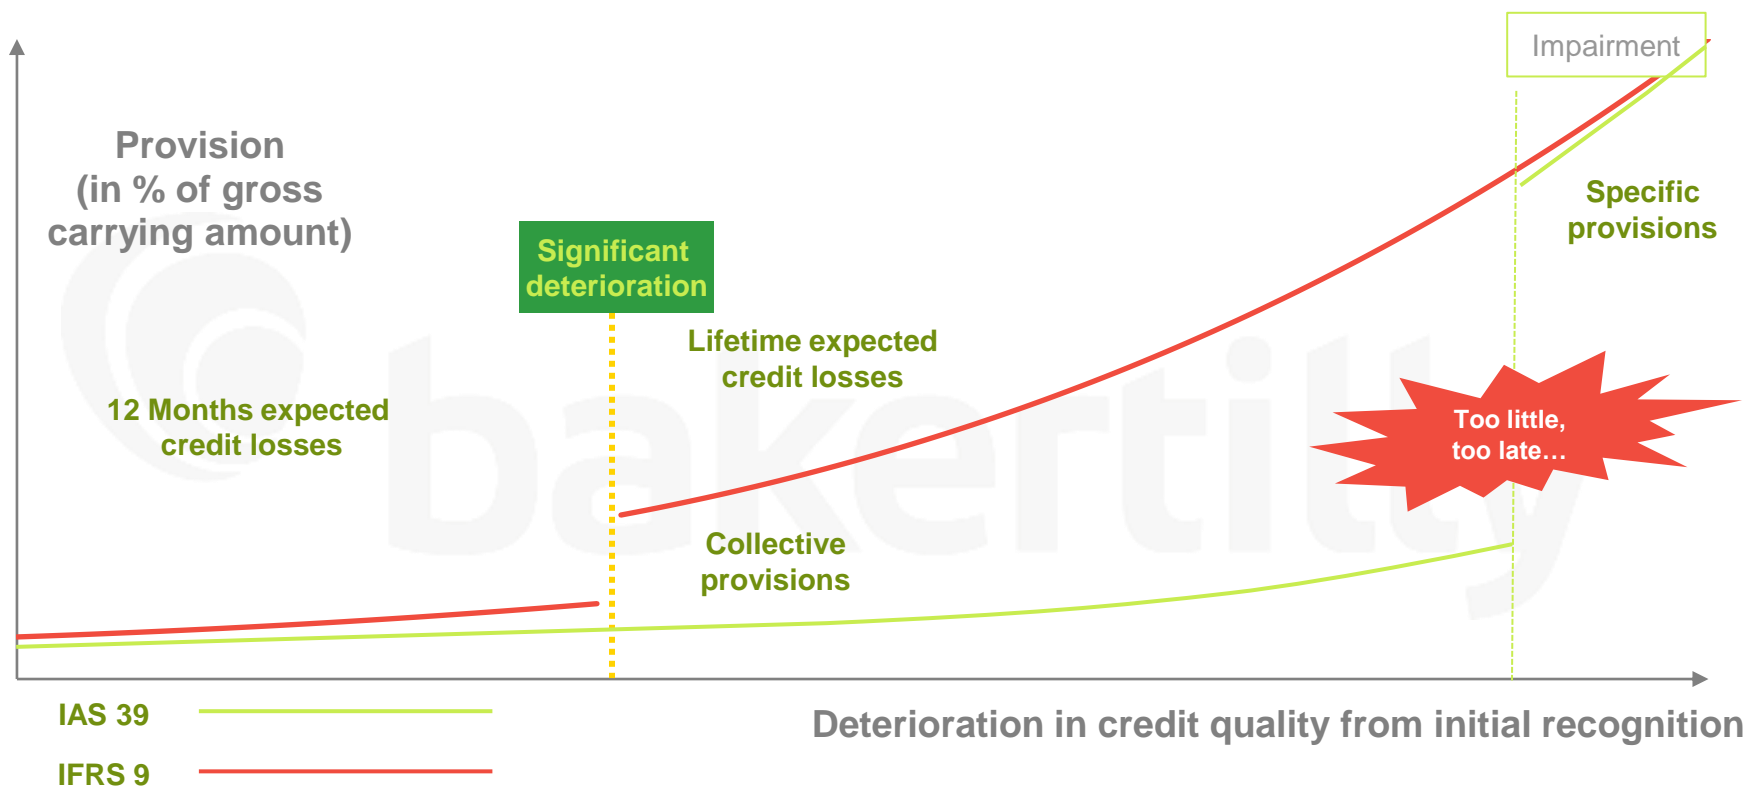 Impairment
Provision
(in % of gross
carrying amount)
Specific
provisions
Significant
deterioration
Lifetime expected
credit losses
12 Months expected
credit losses
Too little,
too late…
Collective
provisions
bakertilly
IAS 39
Deterioration in credit quality from initial recognition
IFRS 9